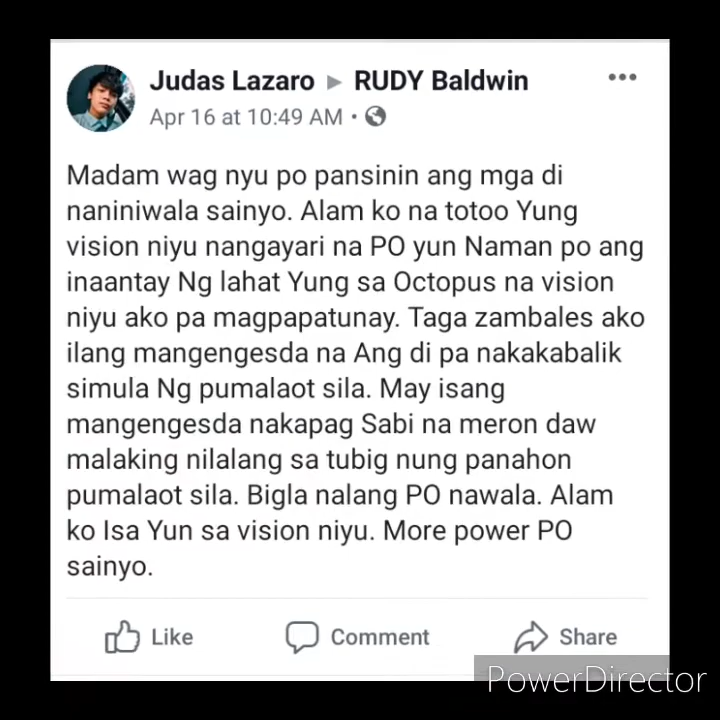 Judas Lazaro ▸ RUDY Baldwin
Apr 16 at 10:49 AM ·
Madam wag nyu po pansinin ang mga di
naniniwala sainyo. Alam ko na totoo Yung
vision niyu nangayari na PO yun Naman po ang
inaantay Ng lahat Yung sa Octopus na vision
niyu ako pa magpapatunay. Taga zambales ako
ilang mangengesda na Ang di pa nakakabalik
simula Ng pumalaot sila. May isang
mangengesda nakapag Sabi na meron daw
malaking nilalang sa tubig nung panahon
pumalaot sila. Bigla nalang PO nawala. Alam
ko Isa Yun sa vision niyu. More power PO
sainyo.
Like Comment Share
PowerDirector